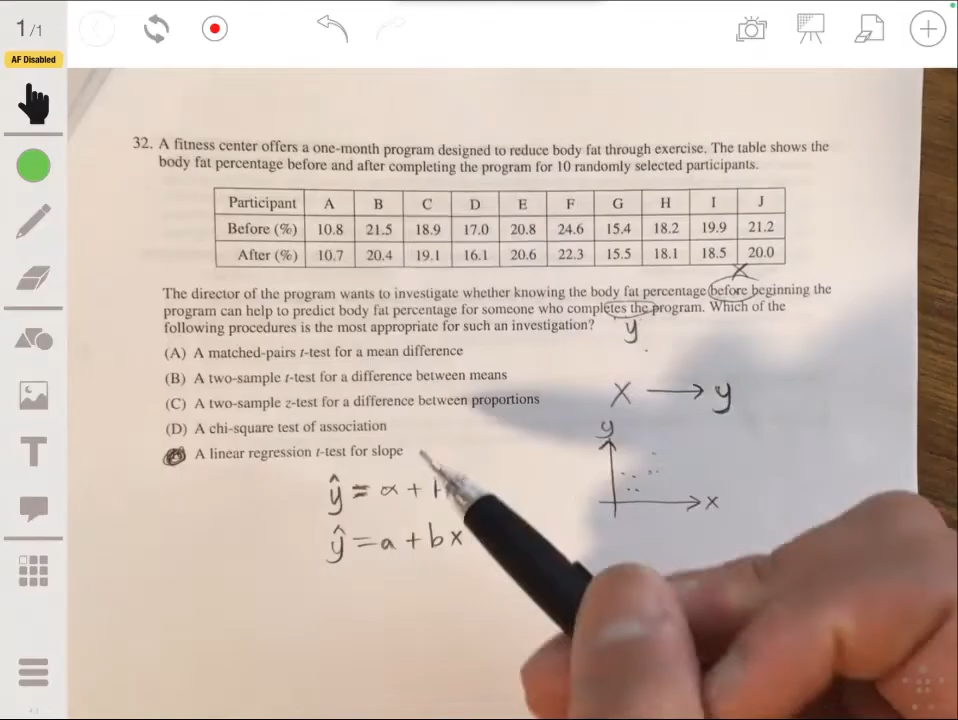 1/1
AF Disabled
32. A fitness center offers a one-month program designed to reduce body fat through exercise. The table shows the
body fat percentage before and after completing the program for 10 randomly selected participants.
Participant A B C D E F G H I J
Before (%) 10.8 21.5 18.9 17.0 20.8 24.6 15.4 18.2 19.9 21.2
After (%) 10.7 20.4 19.1 16.1 20.6 22.3 15.5 18.1 18.5 20.0
x
The director of the program wants to investigate whether knowing the body fat percentage before beginning the
program can help to predict body fat percentage for someone who completes the program. Which of the
following procedures is the most appropriate for such an investigation?
y
(A) A matched-pairs t-test for a mean difference
(B) A two-sample t-test for a difference between means
(C) A two-sample z-test for a difference between proportions
(D) A chi-square test of association
A linear regression t-test for slope
x → y
y
x
ŷ = α +
ŷ = a + bx
T